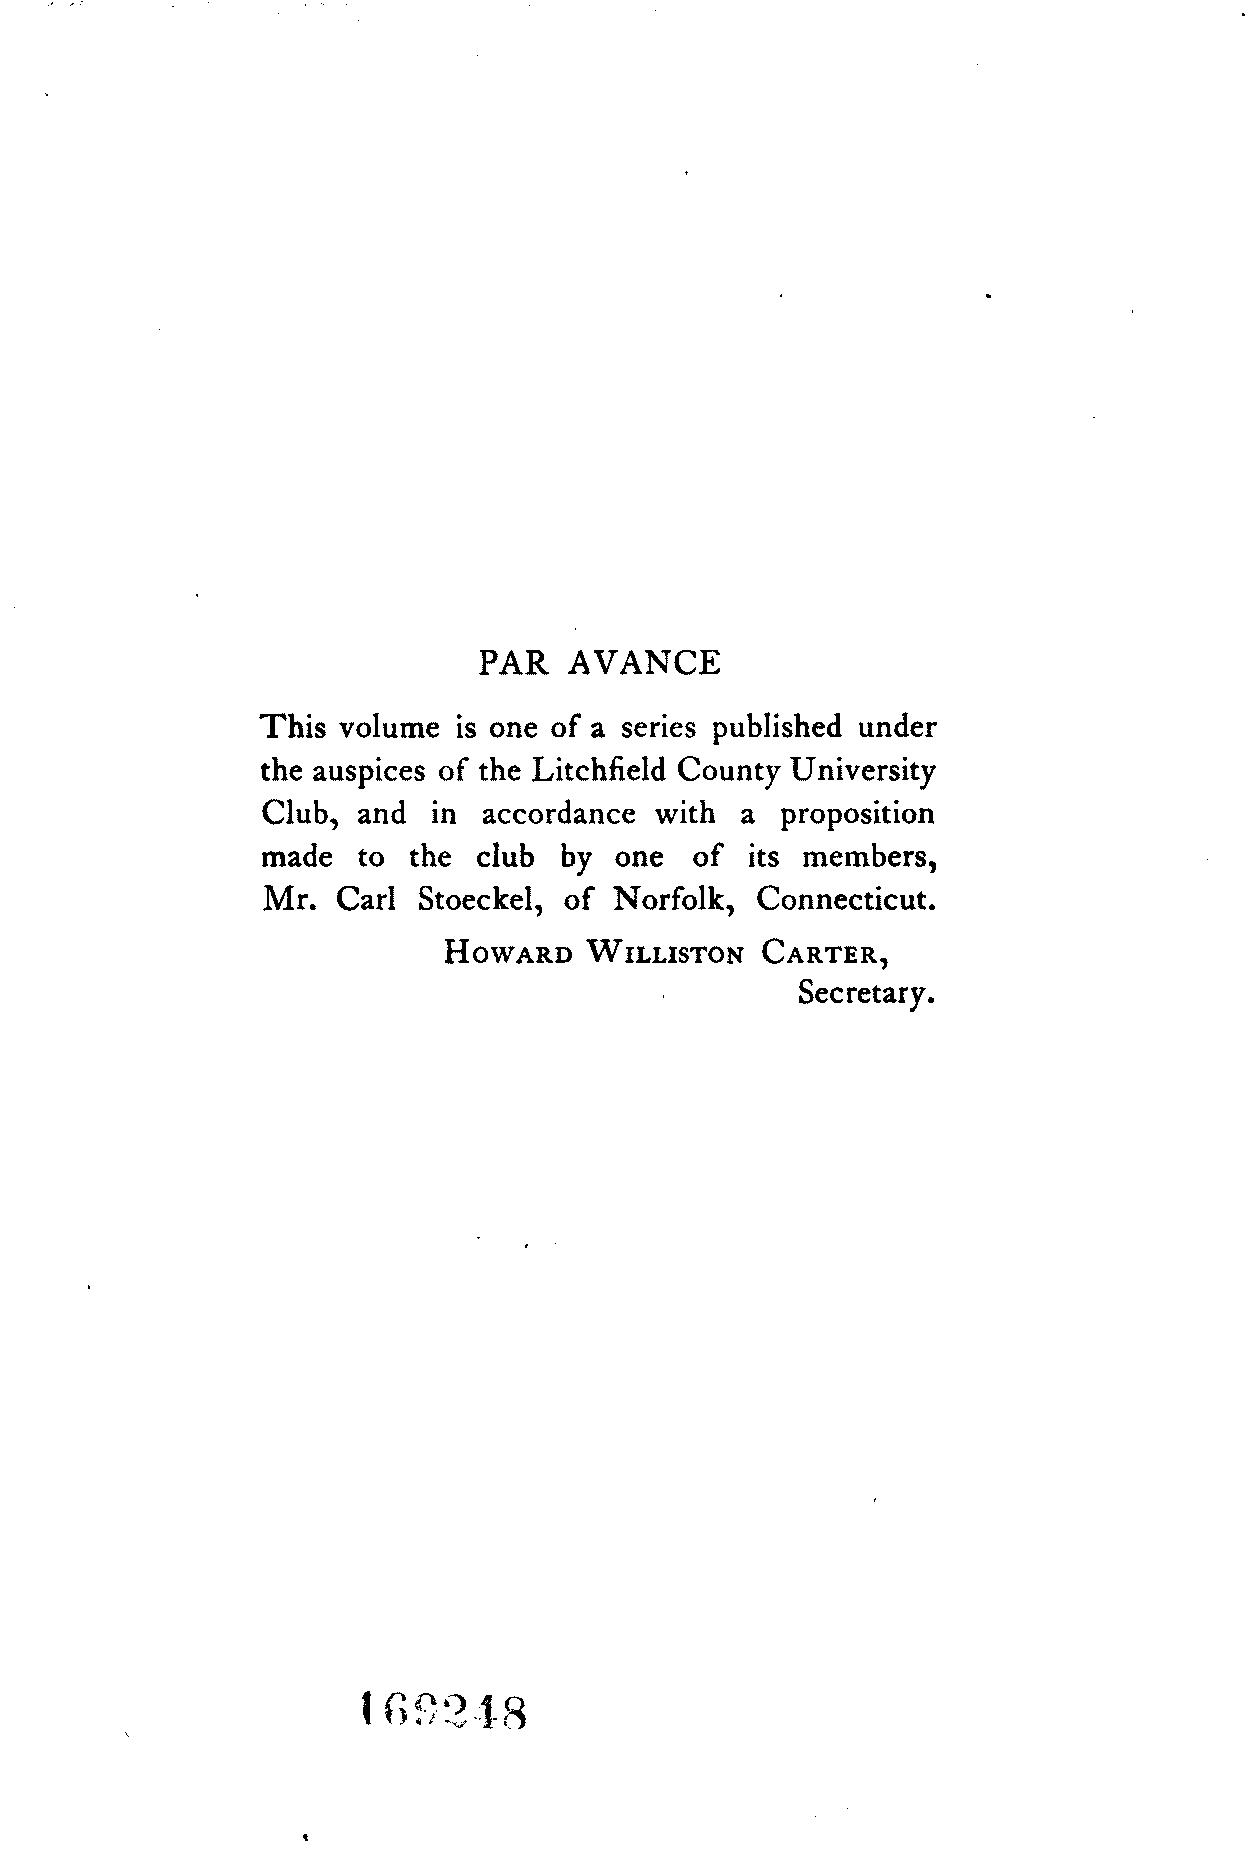 PAR AVANCE
This volume is one of a series published under
the auspices of the Litchfield County University
Club, and in accordance with a proposition
made to the club by one of its members,
Mr. Carl Stoeckel, of Norfolk, Connecticut.
HOWARD WILLISTON CARTER,
Secretary.
169248